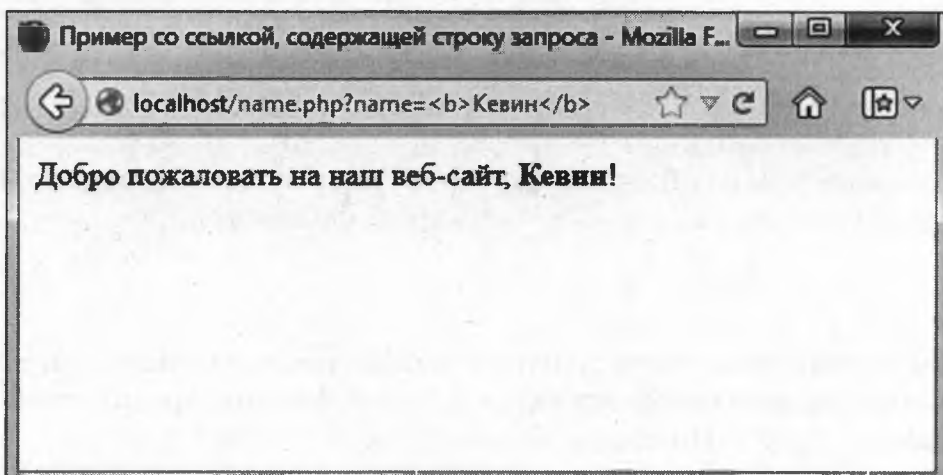 Пример со ссылкой, содержащей строку запроса - Mozilla F...
localhost/name.php?name=<b>Кевин</b>
Добро пожаловать на наш веб-сайт, Кевин!